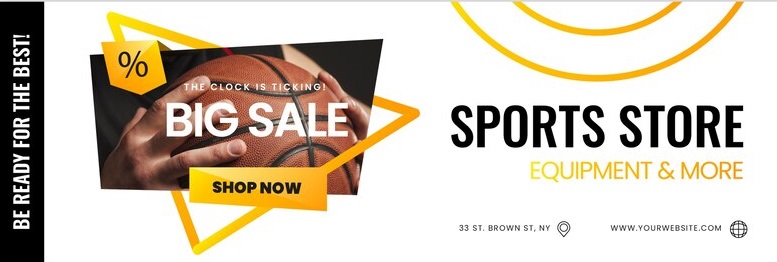 BE READY FOR THE BEST!
%
THE CLOCK IS TICKING!
BIG SALE
SHOP NOW
SPORTS STORE
EQUIPMENT & MORE
33 ST. BROWN ST, NY
WWW.YOURWEBSITE.COM